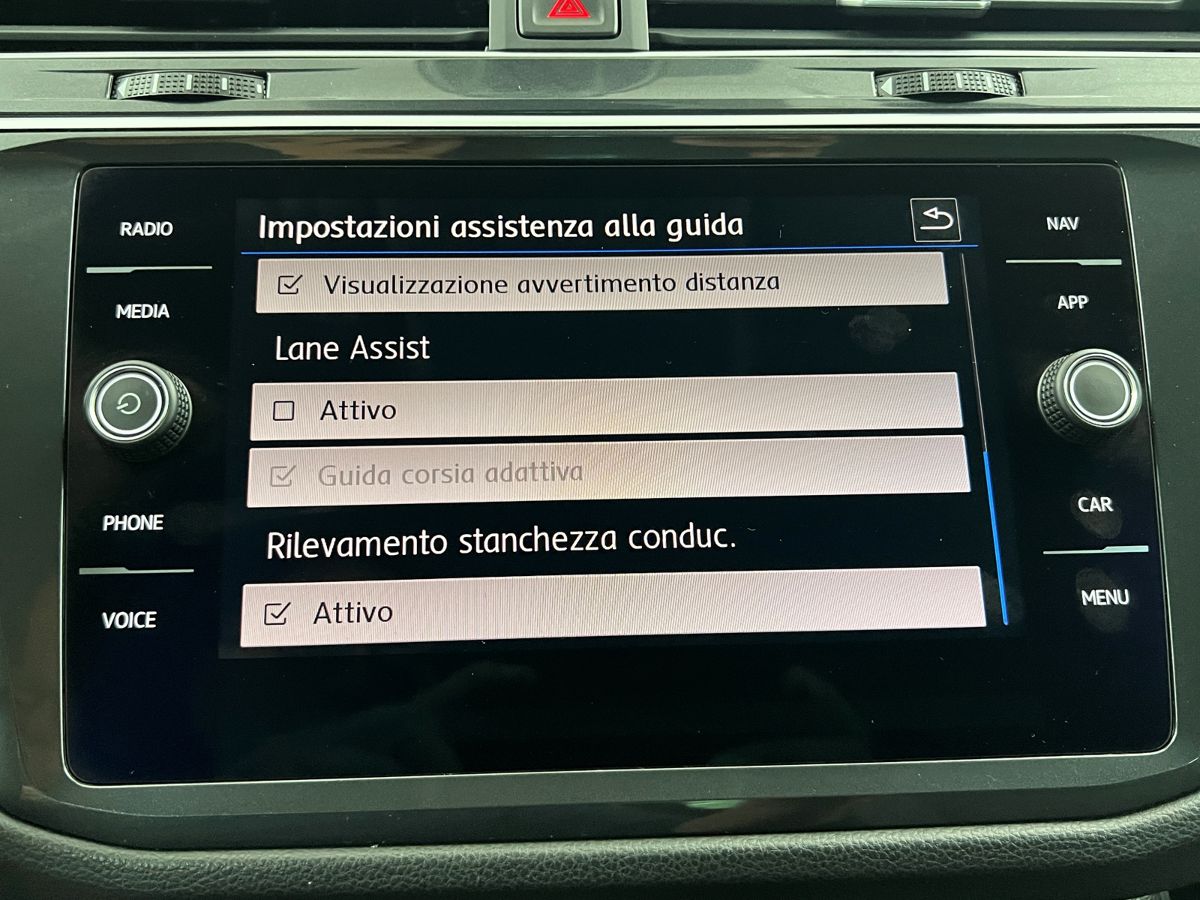 RADIO
MEDIA
PHONE
VOICE
Impostazioni assistenza alla guida
Visualizzazione avvertimento distanza
Lane Assist
Attivo
Guida corsia adattiva
Rilevamento stanchezza conduc.
Attivo
NAV
APP
CAR
MENU